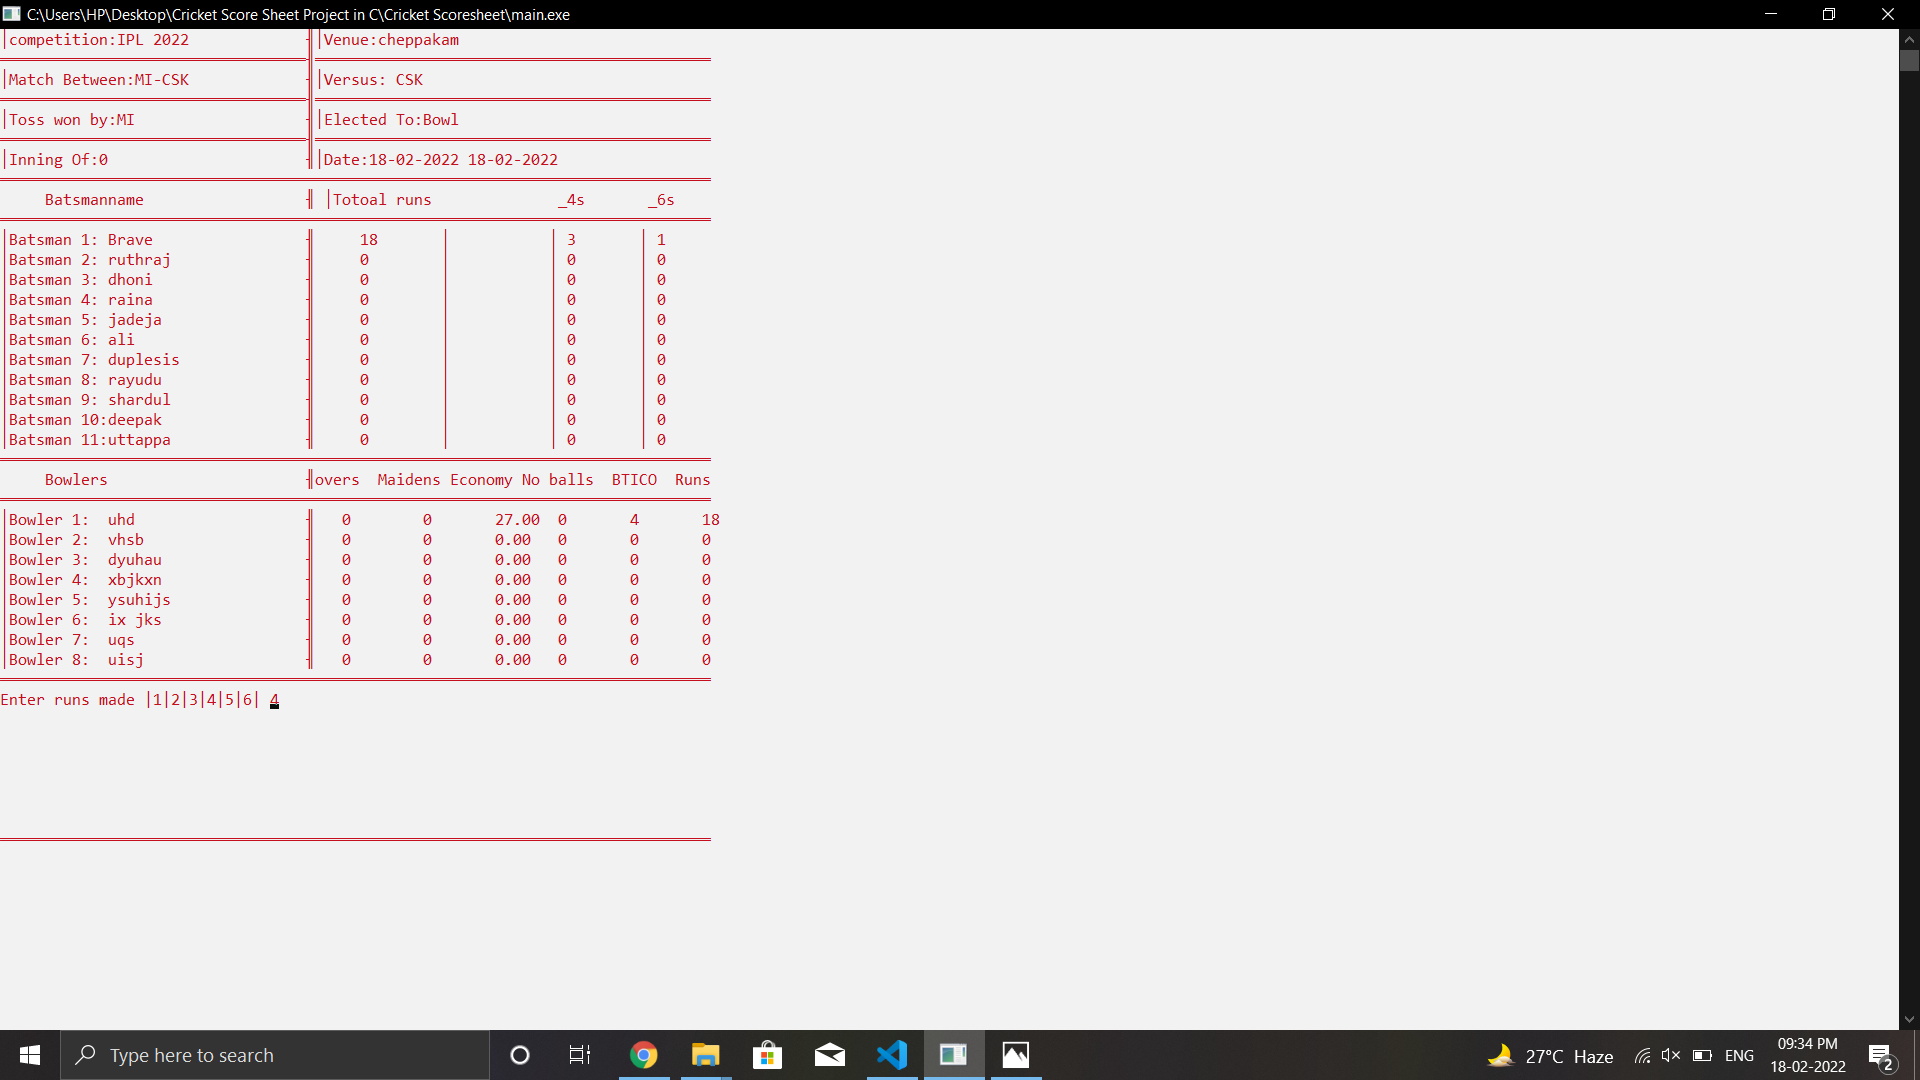 C:\Users\HP\Desktop\Cricket Score Sheet Project in C\Cricket Scoresheet\main.exe
|competition:IPL 2022 |Venue:cheppakam
|Match Between:MI-CSK |Versus: CSK
|Toss won by:MI |Elected To:Bowl
|Inning Of:0 |Date:18-02-2022 18-02-2022
Batsmanname |Totoal runs _4s _6s
|Batsman 1: Brave 18 | | 3 | 1
|Batsman 2: ruthraj 0 | | 0 | 0
|Batsman 3: dhoni 0 | | 0 | 0
|Batsman 4: raina 0 | | 0 | 0
|Batsman 5: jadeja 0 | | 0 | 0
|Batsman 6: ali 0 | | 0 | 0
|Batsman 7: duplesis 0 | | 0 | 0
|Batsman 8: rayudu 0 | | 0 | 0
|Batsman 9: shardul 0 | | 0 | 0
|Batsman 10:deepak 0 | | 0 | 0
|Batsman 11:uttappa 0 | | 0 | 0
Bowlers overs Maidens Economy No balls BTICO Runs
|Bowler 1: uhd 0 0 27.00 0 4 18
|Bowler 2: vhsb 0 0 0.00 0 0 0
|Bowler 3: dyuhau 0 0 0.00 0 0 0
|Bowler 4: xbjkxn 0 0 0.00 0 0 0
|Bowler 5: ysuhijs 0 0 0.00 0 0 0
|Bowler 6: ix jks 0 0 0.00 0 0 0
|Bowler 7: uqs 0 0 0.00 0 0 0
|Bowler 8: uisj 0 0 0.00 0 0 0
Enter runs made |1|2|3|4|5|6| 4
Type here to search
27°C Haze
ENG
09:34 PM
18-02-2022
2